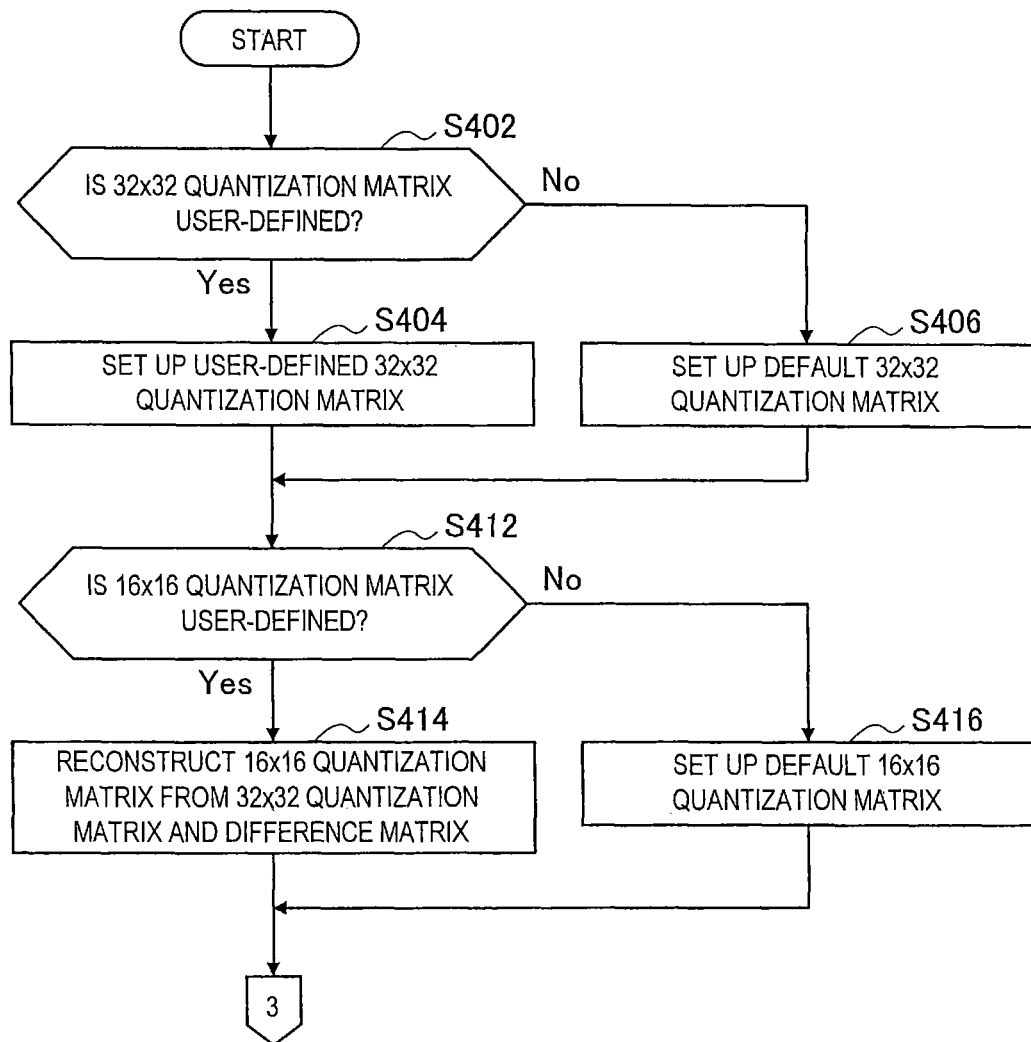 START
S402
IS 32x32 QUANTIZATION MATRIX
USER-DEFINED?
No
Yes
S404
SET UP USER-DEFINED 32x32
QUANTIZATION MATRIX
S406
SET UP DEFAULT 32x32
QUANTIZATION MATRIX
S412
IS 16x16 QUANTIZATION MATRIX
USER-DEFINED?
No
Yes
S414
RECONSTRUCT 16x16 QUANTIZATION
MATRIX FROM 32x32 QUANTIZATION
MATRIX AND DIFFERENCE MATRIX
S416
SET UP DEFAULT 16x16
QUANTIZATION MATRIX
3